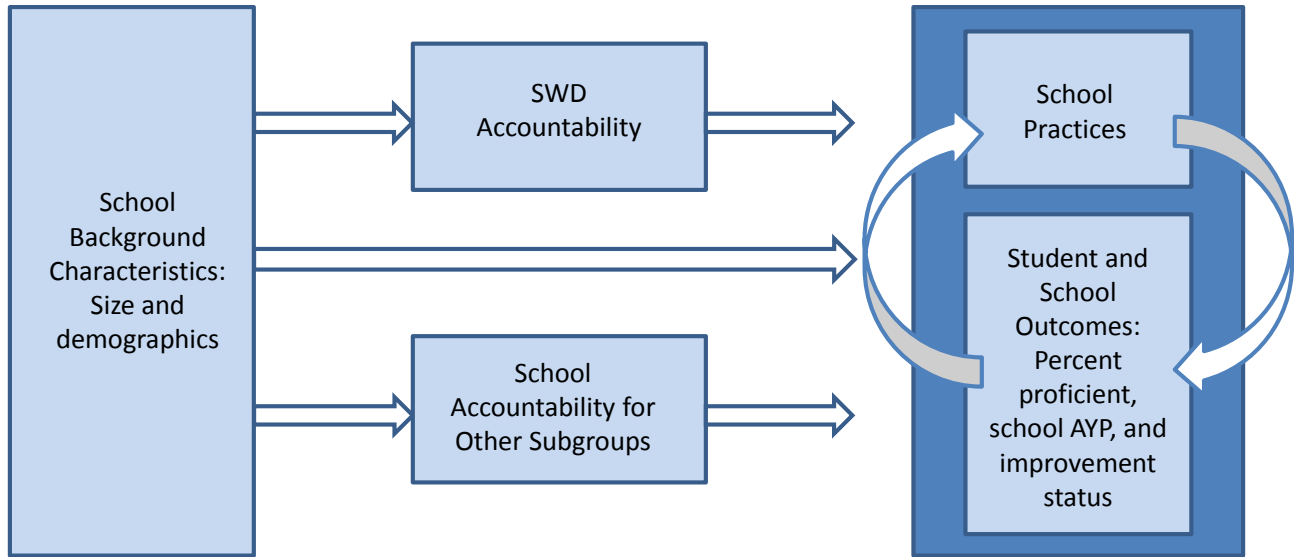 School
Background
Characteristics:
Size and
demographics
SWD
Accountability
School
Accountability for
Other Subgroups
School
Practices
Student and
School
Outcomes:
Percent
proficient,
school AYP, and
improvement
status